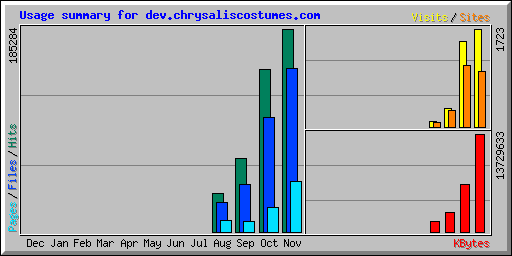 Usage summary for dev.chrysaliscostumes.com
Visits/Sites
185284
1723
Pages/Files/Hits
13729633
Dec Jan Feb Mar Apr May Jun Jul Aug Sep Oct Nov
KBytes